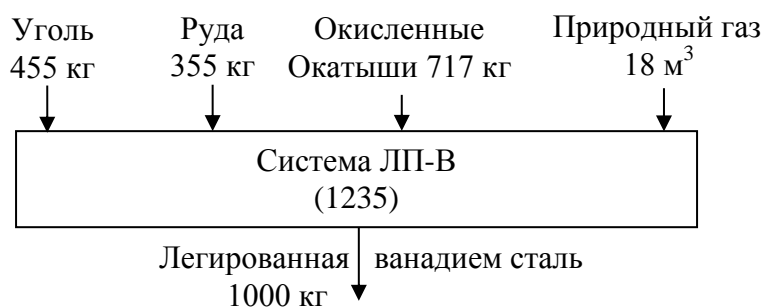 Уголь
455 кг
Руда
355 кг
Окисленные
Окатыши 717 кг
Природный газ
18 м³
Система ЛП-В
(1235)
Легированная ванадием сталь
1000 кг